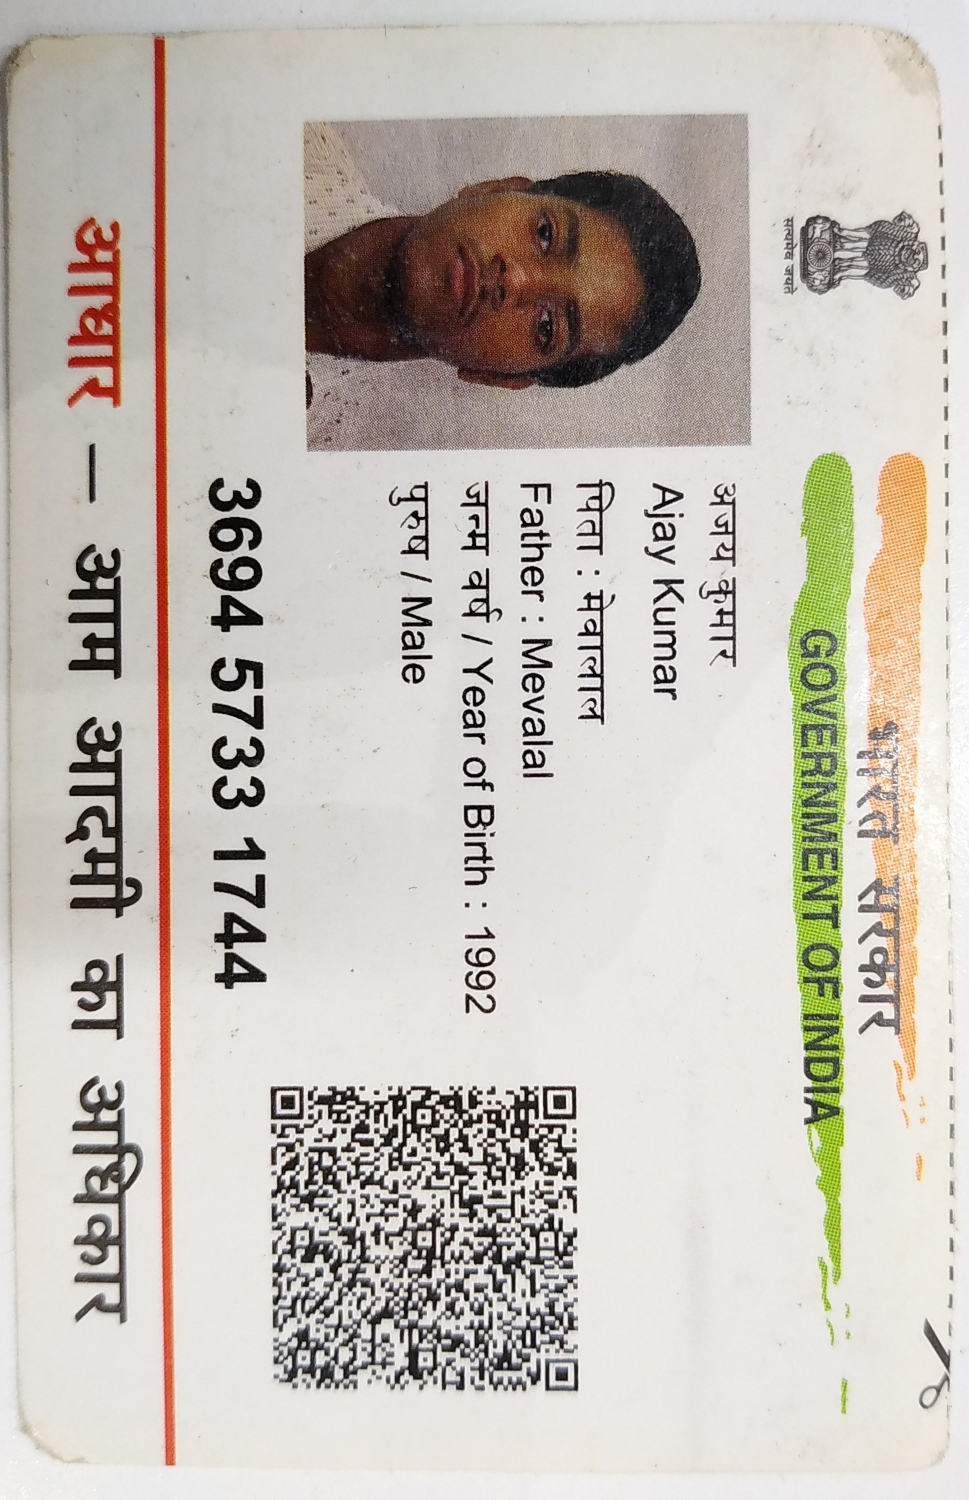 सत्यमेव जयते
भारत सरकार
GOVERNMENT OF INDIA
अजय कुमार
Ajay Kumar
पिता : मेवालाल
Father : Mevalal
जन्म वर्ष / Year of Birth : 1992
पुरुष / Male
3694 5733 1744
आधार — आम आदमी का अधिकार